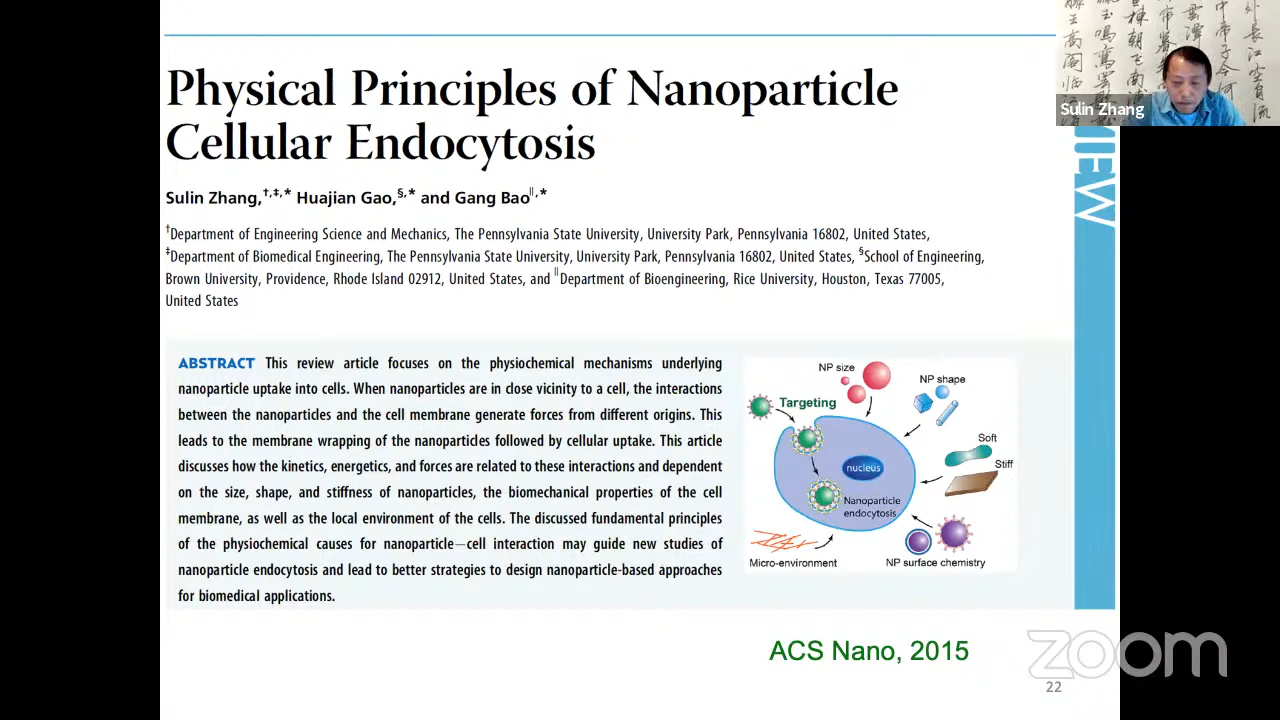 Physical Principles of Nanoparticle
Cellular Endocytosis
Sulin Zhang,†,‡,* Huajian Gao,§,* and Gang Bao∥,*
†Department of Engineering Science and Mechanics, The Pennsylvania State University, University Park, Pennsylvania 16802, United States,
‡Department of Biomedical Engineering, The Pennsylvania State University, University Park, Pennsylvania 16802, United States, §School of Engineering,
Brown University, Providence, Rhode Island 02912, United States, and ∥Department of Bioengineering, Rice University, Houston, Texas 77005,
United States
ABSTRACT This review article focuses on the physiochemical mechanisms underlying
nanoparticle uptake into cells. When nanoparticles are in close vicinity to a cell, the interactions
between the nanoparticles and the cell membrane generate forces from different origins. This
leads to the membrane wrapping of the nanoparticles followed by cellular uptake. This article
discusses how the kinetics, energetics, and forces are related to these interactions and dependent
on the size, shape, and stiffness of nanoparticles, the biomechanical properties of the cell
membrane, as well as the local environment of the cells. The discussed fundamental principles
of the physiochemical causes for nanoparticle—cell interaction may guide new studies of
nanoparticle endocytosis and lead to better strategies to design nanoparticle-based approaches
for biomedical applications.
NP size
NP shape
Targeting
Soft
Stiff
nucleus
Nanoparticle
endocytosis
Micro-environment
NP surface chemistry
ACS Nano, 2015
22
Sulin Zhang
zoom
長江空自流
中帝子今何